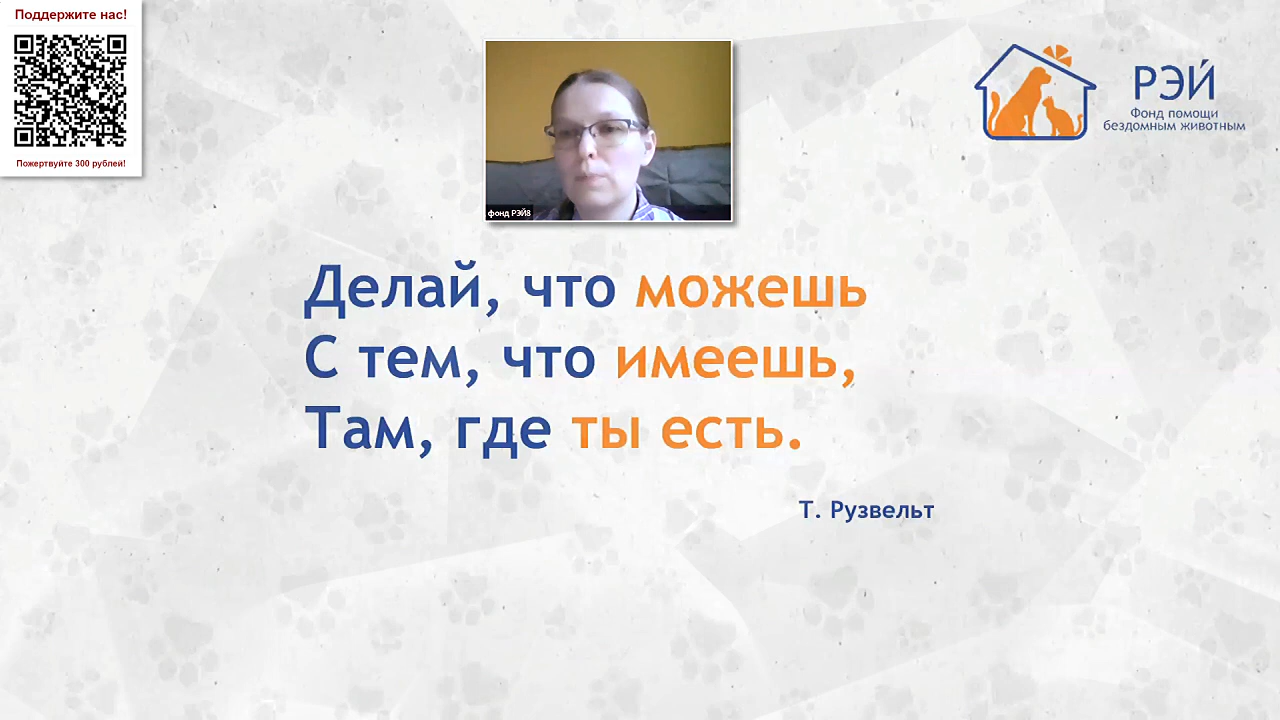 Поддержите нас!
Пожертвуйте 300 рублей!
фонд РЭЙ8
РЭЙ
Фонд помощи
бездомным животным
Делай, что можешь
С тем, что имеешь,
Там, где ты есть.
Т. Рузвельт